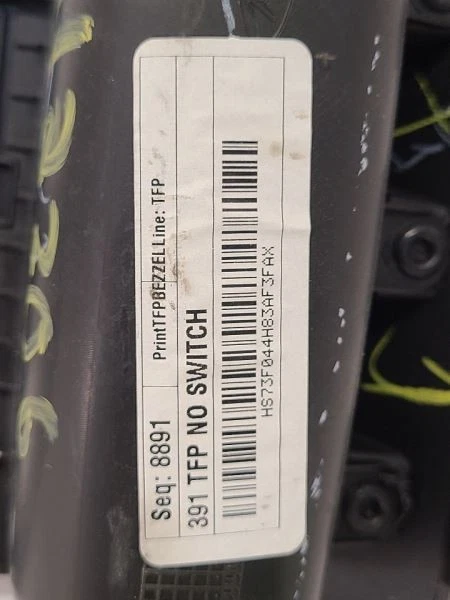 Seq: 8891
PrintTFPBEZZELLine: TFP
391 TFP NO SWITCH
HS73F044H83AF3FAX